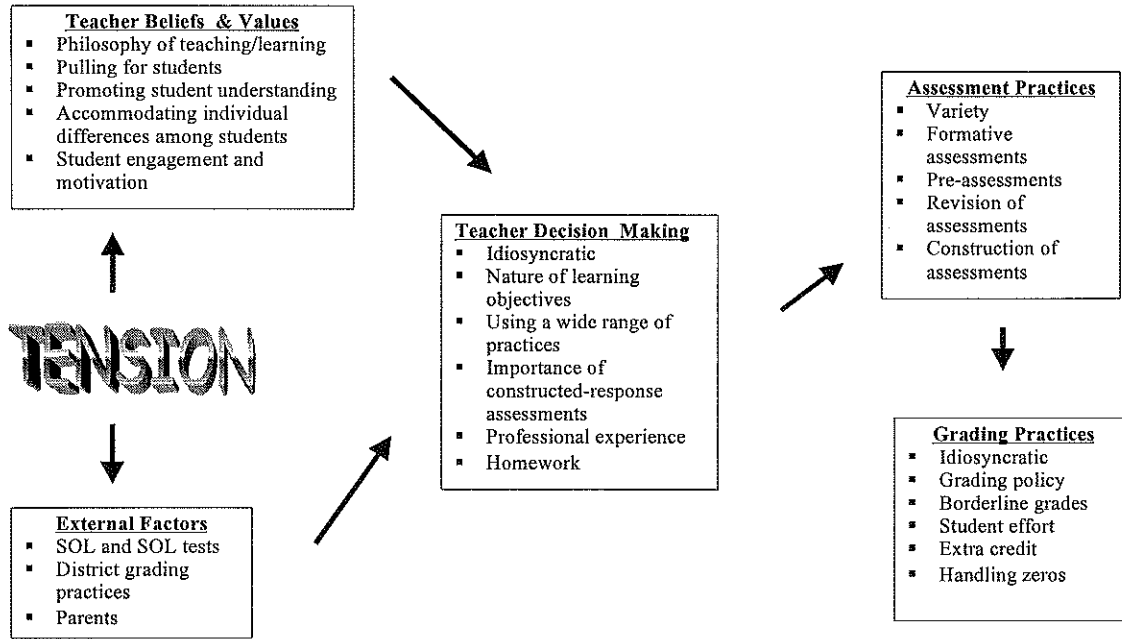 Teacher Beliefs & Values
▪ Philosophy of teaching/learning
▪ Pulling for students
▪ Promoting student understanding
▪ Accommodating individual
differences among students
▪ Student engagement and
motivation
TENSION
External Factors
▪ SOL and SOL tests
▪ District grading
practices
▪ Parents
Teacher Decision Making
▪ Idiosyncratic
▪ Nature of learning
objectives
▪ Using a wide range of
practices
▪ Importance of
constructed-response
assessments
▪ Professional experience
▪ Homework
Assessment Practices
▪ Variety
▪ Formative
assessments
▪ Pre-assessments
▪ Revision of
assessments
▪ Construction of
assessments
Grading Practices
▪ Idiosyncratic
▪ Grading policy
▪ Borderline grades
▪ Student effort
▪ Extra credit
▪ Handling zeros